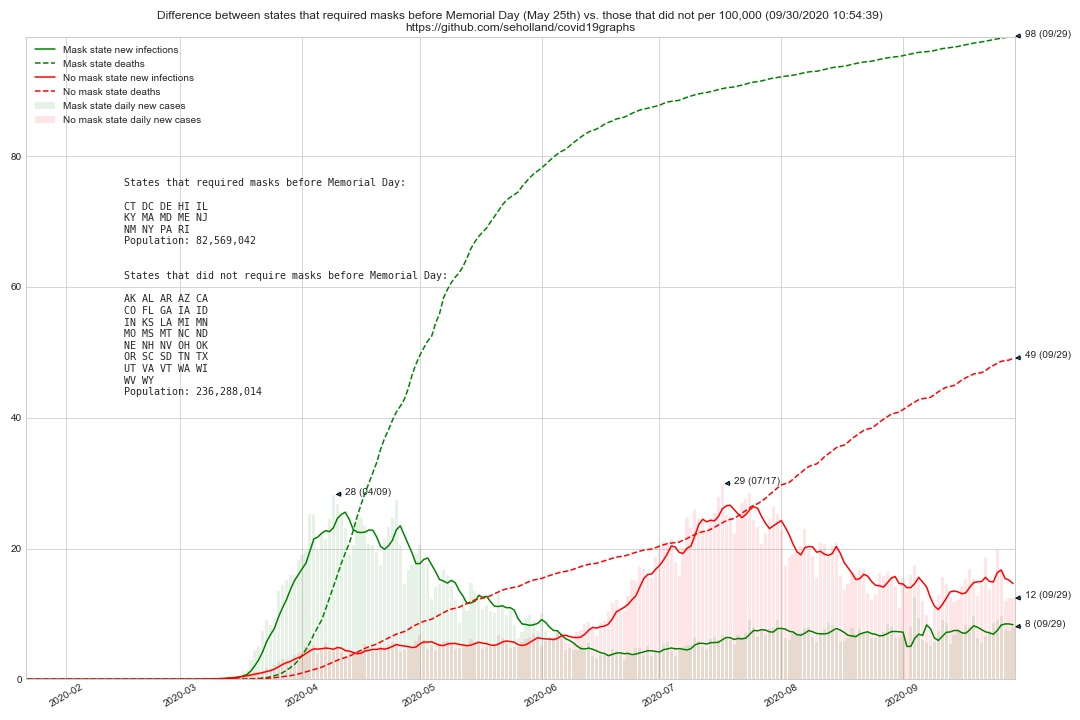 Difference between states that required masks before Memorial Day (May 25th) vs. those that did not per 100,000 (09/30/2020 10:54:39)
https://github.com/seholland/covid19graphs
Mask state new infections
Mask state deaths
No mask state new infections
No mask state deaths
Mask state daily new cases
No mask state daily new cases
98 (09/29)
80
States that required masks before Memorial Day:
CT DC DE HI IL
KY MA MD ME NJ
NM NY PA RI
Population: 82,569,042
States that did not require masks before Memorial Day:
60
AK AL AR AZ CA
CO FL GA IA ID
IN KS LA MI MN
MO MS MT NC ND
NE NH NV OH OK
OR SC SD TN TX
UT VA VT WA WI
WV WY
Population: 236,288,014
49 (09/29)
40
28 (04/09)
29 (07/17)
20
12 (09/29)
8 (09/29)
0
2020-02
2020-03
2020-04
2020-05
2020-06
2020-07
2020-08
2020-09